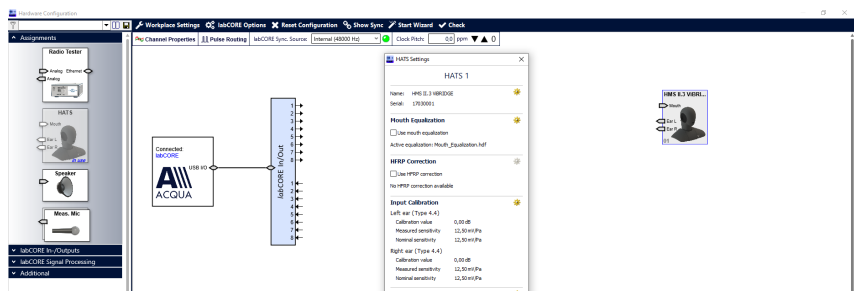 Hardware Configuration
Workplace Settings labCORE Options Reset Configuration Show Sync Start Wizard Check
Assignments
Channel Properties Pulse Routing labCORE Sync. Source: Internal (48000 Hz) Clock Pitch: 0,0 ppm 0
Radio Tester
Analog Ethernet
Analog
HATS
Mouth
Ear L
Ear R
Speaker
Meas. Mic
labCORE In-/Outputs
labCORE Signal Processing
Additional
Connected:
labCORE
USB I/O
ACQUA
labCORE In/Out
1
2
3
4
5
6
7
8
1
2
3
4
5
6
7
8
HATS Settings
HATS 1
Name: HMS II.3 ViBRIDGE
Serial: 17030001
Mouth Equalization
Use mouth equalization
Active equalization: Mouth_Equalization.hdf
HFRP Correction
Use HFRP correction
No HFRP correction available
Input Calibration
Left ear (Type 4.4)
Calibration value 0,00 dB
Measured sensitivity 12,50 mV/Pa
Nominal sensitivity 12,50 mV/Pa
Right ear (Type 4.4)
Calibration value 0,00 dB
Measured sensitivity 12,50 mV/Pa
Nominal sensitivity 12,50 mV/Pa
HMS II.3 ViBRI...
Mouth
Ear L
Ear R